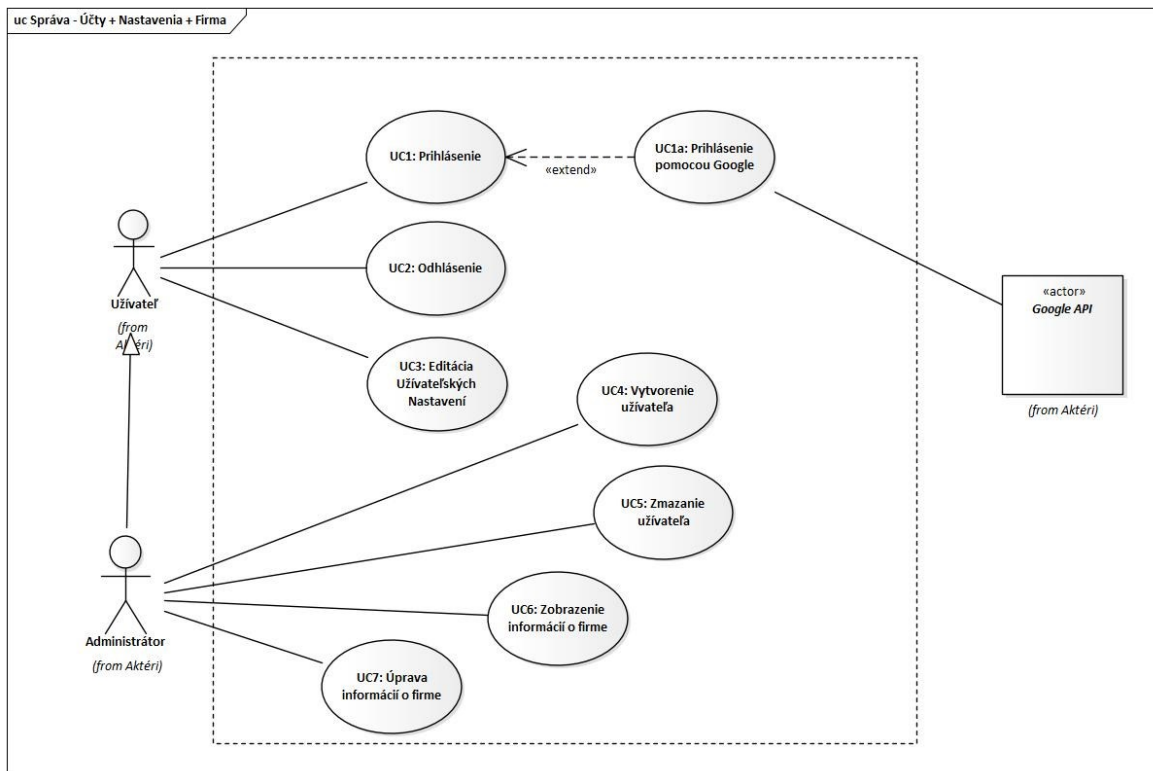 uc Správa - Účty + Nastavenia + Firma
UC1: Prihlásenie
«extend»
UC1a: Prihlásenie
pomocou Google
UC2: Odhlásenie
Užívateľ
(from
Aktéri)
UC3: Editácia
Užívateľských
Nastavení
«actor»
Google API
(from Aktéri)
UC4: Vytvorenie
užívateľa
UC5: Zmazanie
užívateľa
UC6: Zobrazenie
informácií o firme
Administrátor
(from Aktéri)
UC7: Úprava
informácií o firme